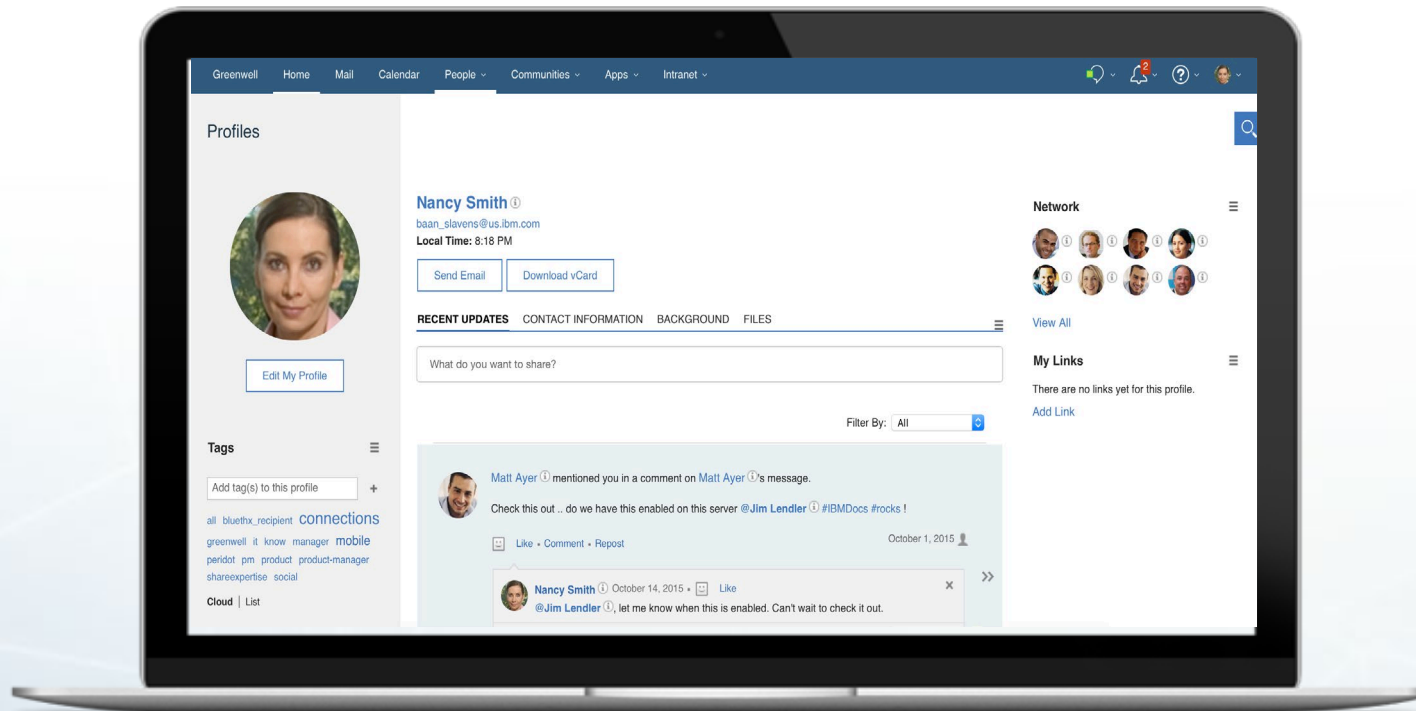 Greenwell Home Mail Calendar People Communities Apps Intranet 2 ?
Profiles
Edit My Profile
Tags
Add tag(s) to this profile +
all bluethx_recipient connections
greenwell it know manager mobile
peridot pm product product-manager
shareexpertise social
Cloud | List
Nancy Smith
baan_slavens@us.ibm.com
Local Time: 8:18 PM
Send Email Download vCard
RECENT UPDATES CONTACT INFORMATION BACKGROUND FILES
What do you want to share?
Filter By: All
Matt Ayer mentioned you in a comment on Matt Ayer's message.
Check this out .. do we have this enabled on this server @Jim Lendler #IBMDocs #rocks !
Like • Comment • Repost October 1, 2015
Nancy Smith October 14, 2015 • Like
@Jim Lendler, let me know when this is enabled. Can't wait to check it out.
Network
View All
My Links
There are no links yet for this profile.
Add Link